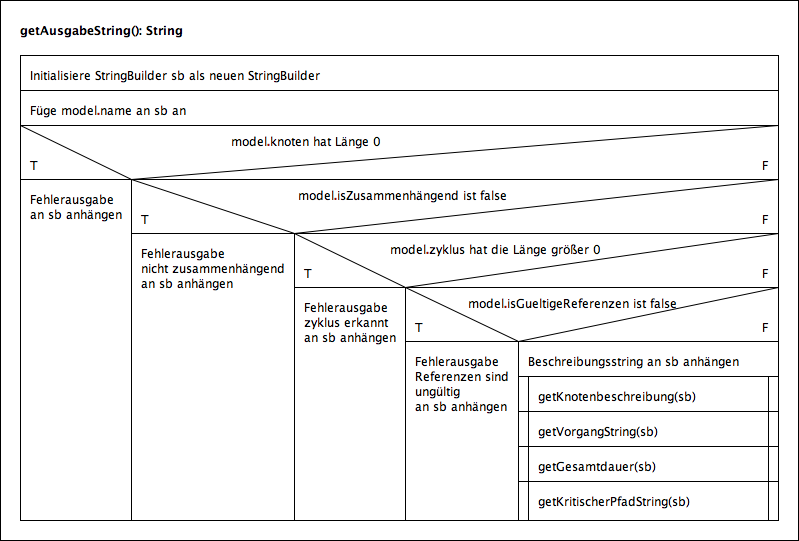 getAusgabeString(): String
Initialisiere StringBuilder sb als neuen StringBuilder
Füge model.name an sb an
model.knoten hat Länge 0
T
F
Fehlerausgabe
an sb anhängen
model.isZusammenhängend ist false
T
F
Fehlerausgabe
nicht zusammenhängend
an sb anhängen
model.zyklus hat die Länge größer 0
T
F
Fehlerausgabe
zyklus erkannt
an sb anhängen
model.isGueltigeReferenzen ist false
T
F
Fehlerausgabe
Referenzen sind
ungültig
an sb anhängen
Beschreibungsstring an sb anhängen
getKnotenbeschreibung(sb)
getVorgangString(sb)
getGesamtdauer(sb)
getKritischerPfadString(sb)